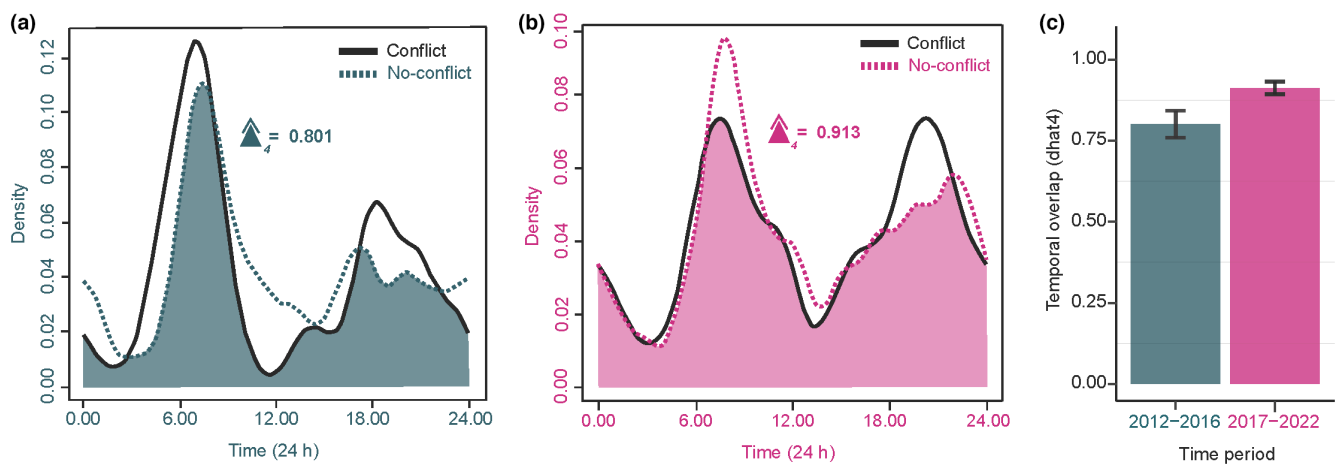 (a)
Density
0.12
0.10
0.08
0.06
0.04
0.02
0.00
Conflict
No-conflict
4 = 0.801
0.00 6.00 12.00 18.00 24.00
Time (24 h)
(b)
Density
0.10
0.08
0.06
0.04
0.02
0.00
Conflict
No-conflict
4 = 0.913
0.00 6.00 12.00 18.00 24.00
Time (24 h)
(c)
Temporal overlap (dhat4)
1.00
0.75
0.50
0.25
0.00
2012−2016 2017−2022
Time period